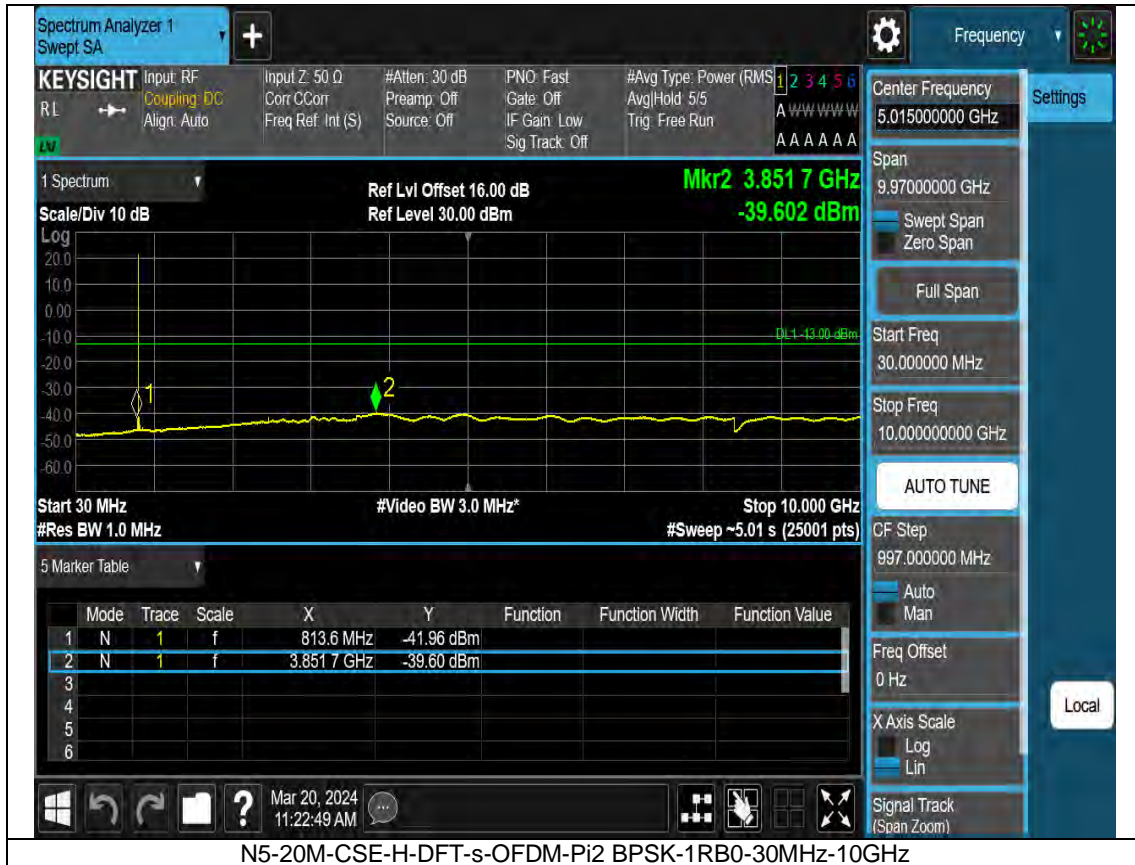 Spectrum Analyzer 1
Swept SA
+
Frequency
KEYSIGHT
Input: RF
Input Z: 50 Ω
#Atten: 30 dB
PNO: Fast
#Avg Type: Power (RMS
1 2 3 4 5 6
RL
Coupling: DC
Corr CCorr
Preamp: Off
Gate: Off
Avg|Hold: 5/5
A W W W W W
Align: Auto
Freq Ref: Int (S)
Source: Off
IF Gain: Low
Trig: Free Run
Sig Track: Off
A A A A A A
LXI
Center Frequency
5.015000000 GHz
Settings
1 Spectrum
Ref Lvl Offset 16.00 dB
Mkr2 3.851 7 GHz
Scale/Div 10 dB
Ref Level 30.00 dBm
-39.602 dBm
Log
20.0
10.0
0.00
-10.0
-20.0
-30.0
-40.0
-50.0
-60.0
DL1 -13.00 dBm
1
2
Start 30 MHz
#Video BW 3.0 MHz*
Stop 10.000 GHz
#Res BW 1.0 MHz
#Sweep ~5.01 s (25001 pts)
Span
9.97000000 GHz
Swept Span
Zero Span
Full Span
Start Freq
30.000000 MHz
Stop Freq
10.000000000 GHz
AUTO TUNE
CF Step
997.000000 MHz
Auto
Man
Freq Offset
0 Hz
X Axis Scale
Log
Lin
Signal Track
(Span Zoom)
Local
5 Marker Table
Mode Trace Scale X Y Function Function Width Function Value
1 N 1 f 813.6 MHz -41.96 dBm
2 N 1 f 3.851 7 GHz -39.60 dBm
3
4
5
6
?
Mar 20, 2024
11:22:49 AM
N5-20M-CSE-H-DFT-s-OFDM-Pi2 BPSK-1RB0-30MHz-10GHz